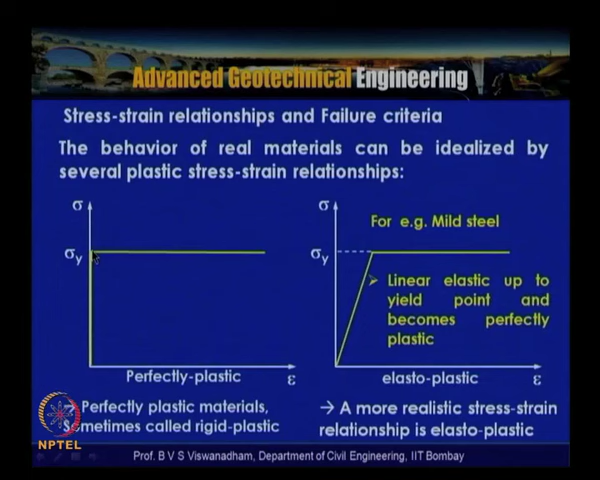 Advanced Geotechnical Engineering
Stress-strain relationships and Failure criteria
The behavior of real materials can be idealized by
several plastic stress-strain relationships:
σ
σy
Perfectly-plastic
ε
→ Perfectly plastic materials,
Sometimes called rigid-plastic
σ
For e.g. Mild steel
σy
➢ Linear elastic up to
yield point and
becomes perfectly
plastic
elasto-plastic
ε
→ A more realistic stress-strain
relationship is elasto-plastic
NPTEL
Prof. B V S Viswanadham, Department of Civil Engineering, IIT Bombay